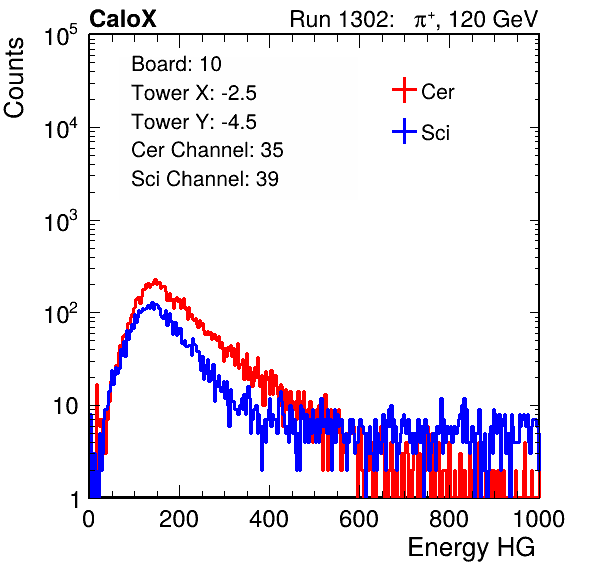 CaloX Run 1302: π⁺, 120 GeV
Counts
Board: 10
Tower X: -2.5
Tower Y: -4.5
Cer Channel: 35
Sci Channel: 39
Cer
Sci
10⁵
10⁴
10³
10²
10
1
0 200 400 600 800 1000
Energy HG